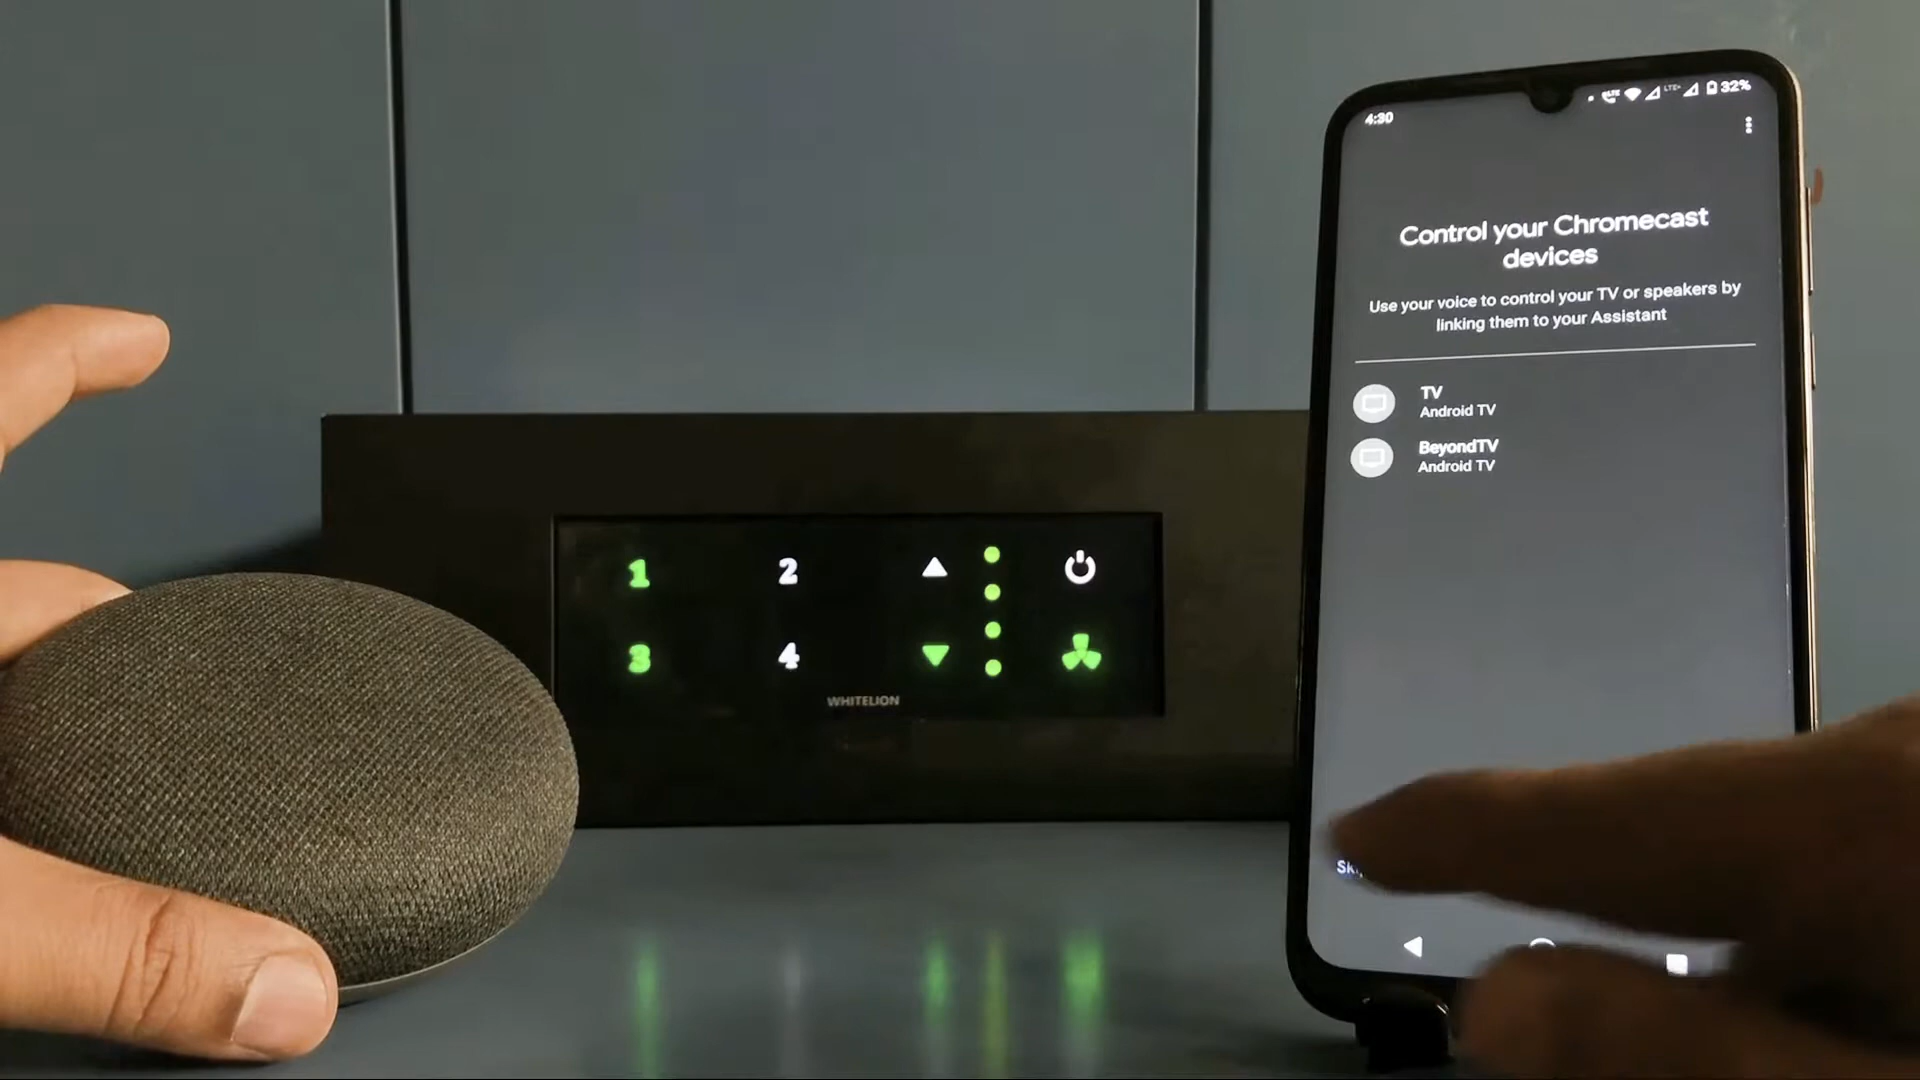 4:30
LTE+
32%
Control your Chromecast
devices
Use your voice to control your TV or speakers by
linking them to your Assistant
TV
Android TV
BeyondTV
Android TV
1
2
3
4
WHITELION